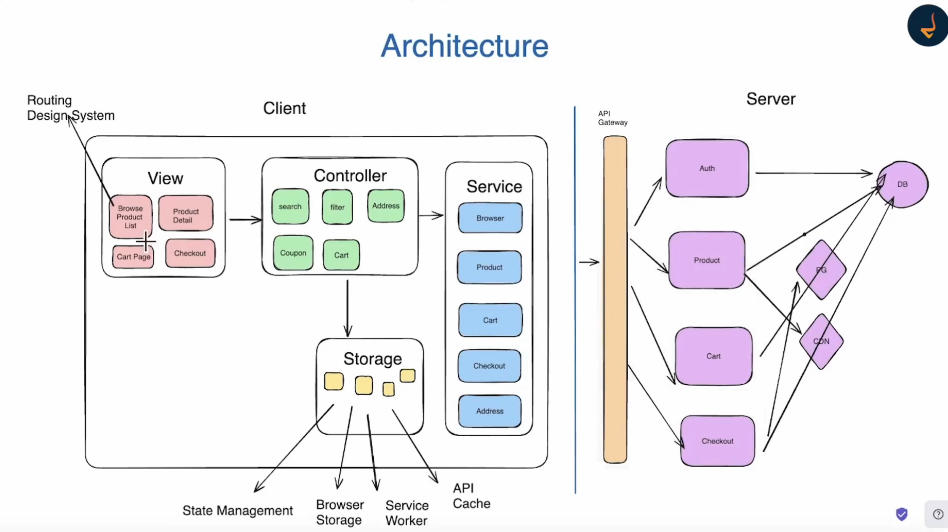 Architecture
Routing
Design System
Client
View
Browse
Product
List
Product
Detail
Cart Page
Checkout
Controller
search
filter
Address
Coupon
Cart
Service
Browser
Product
Cart
Checkout
Address
Storage
State Management
Browser
Storage
Service
Worker
API
Cache
Server
API
Gateway
Auth
Product
Cart
Checkout
DB
PG
CDN